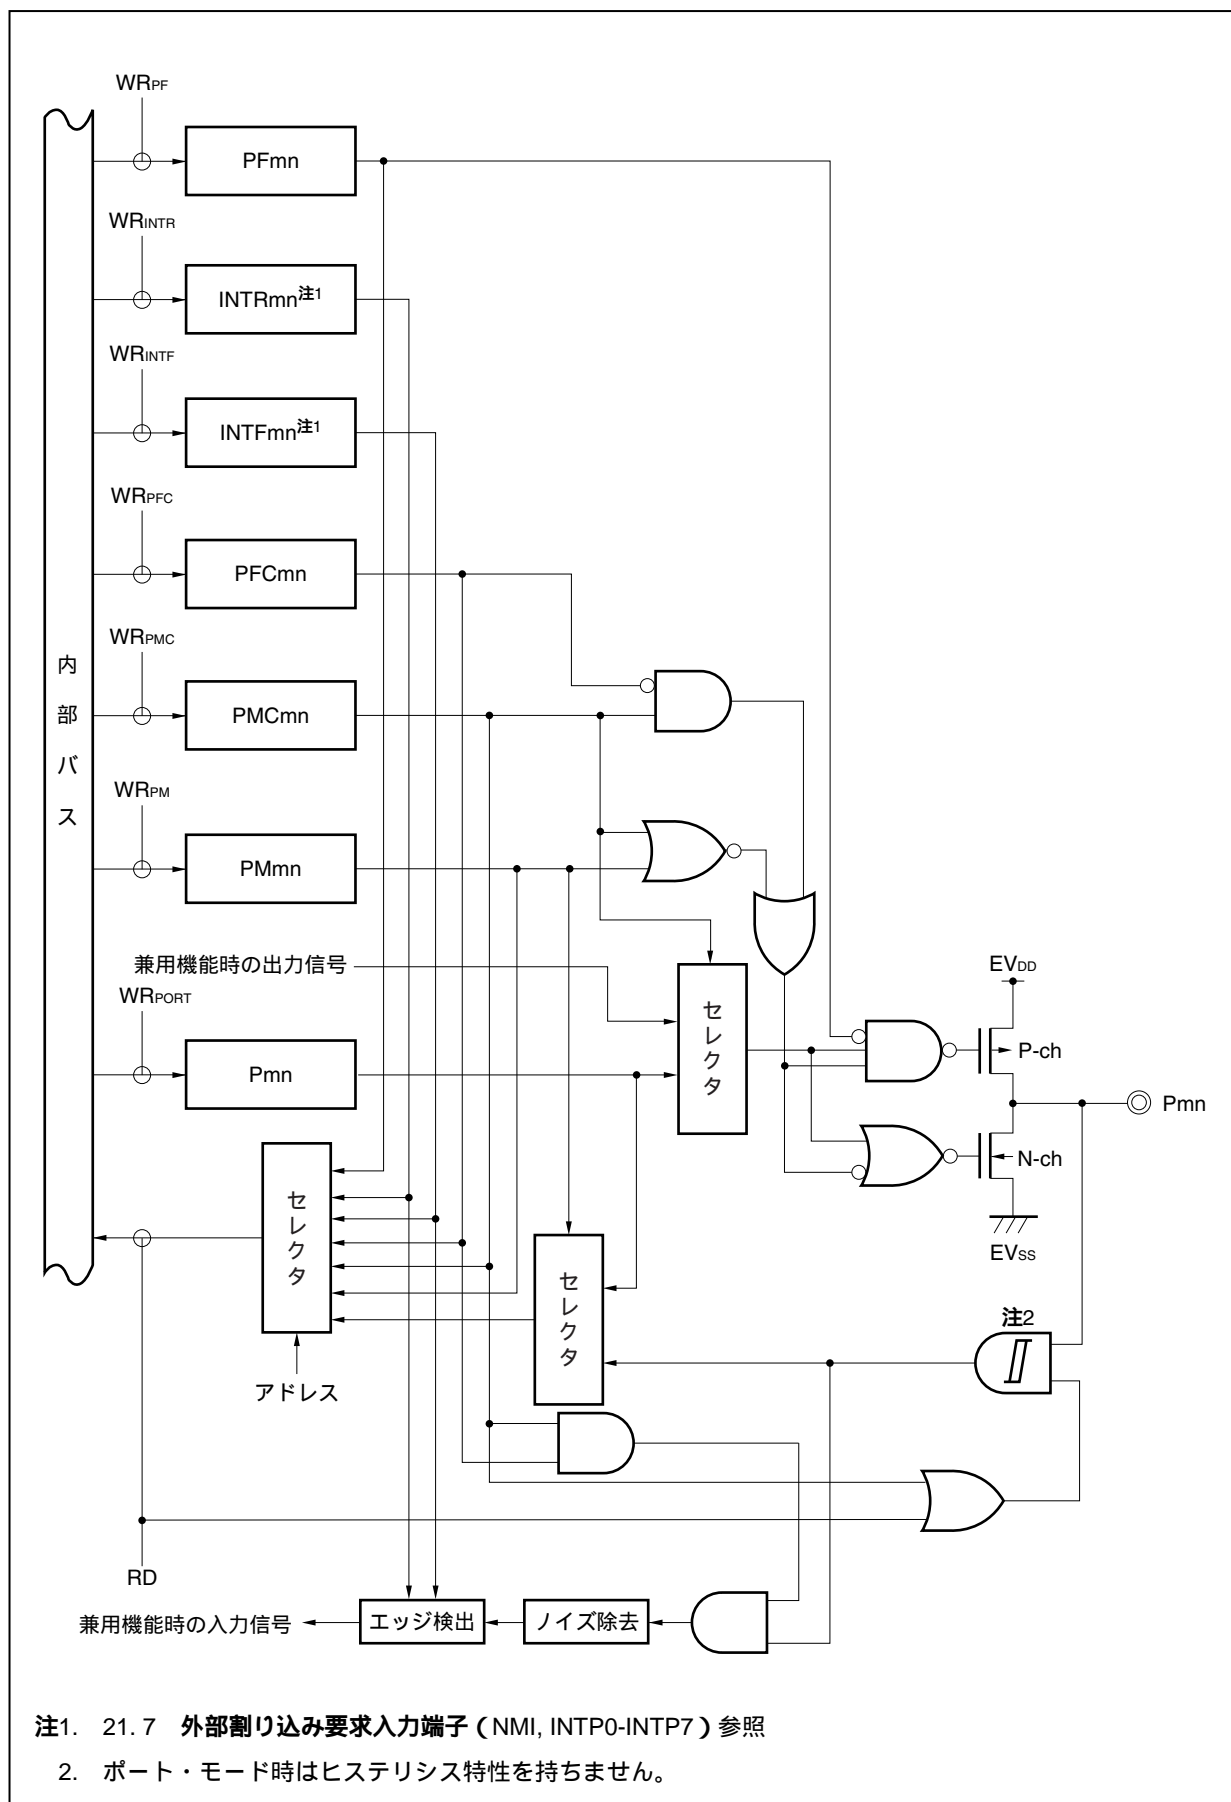 WRPF
PFmn
WRINTR
INTRmn注1
WRINTF
INTFmn注1
WRPFC
PFCmn
WRPMC
内部バス
PMCmn
WRPM
PMmn
兼用機能時の出力信号
WRPORT
セレクタ
EVDD
P-ch
Pmn
Pmn
N-ch
セレクタ
EVSS
セレクタ
注2
アドレス
RD
兼用機能時の入力信号
エッジ検出
ノイズ除去
注1. 21. 7 外部割り込み要求入力端子(NMI, INTP0-INTP7)参照
2. ポート・モード時はヒステリシス特性を持ちません。